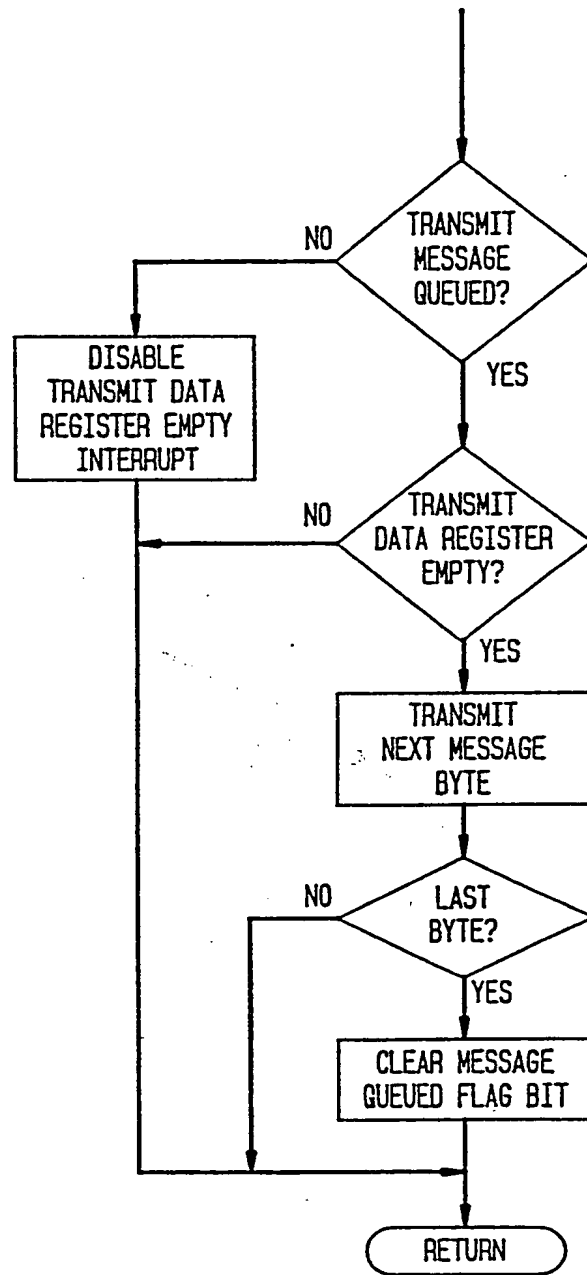 TRANSMIT
MESSAGE
QUEUED?
NO
YES
DISABLE
TRANSMIT DATA
REGISTER EMPTY
INTERRUPT
TRANSMIT
DATA REGISTER
EMPTY?
NO
YES
TRANSMIT
NEXT MESSAGE
BYTE
LAST
BYTE?
NO
YES
CLEAR MESSAGE
QUEUED FLAG BIT
RETURN